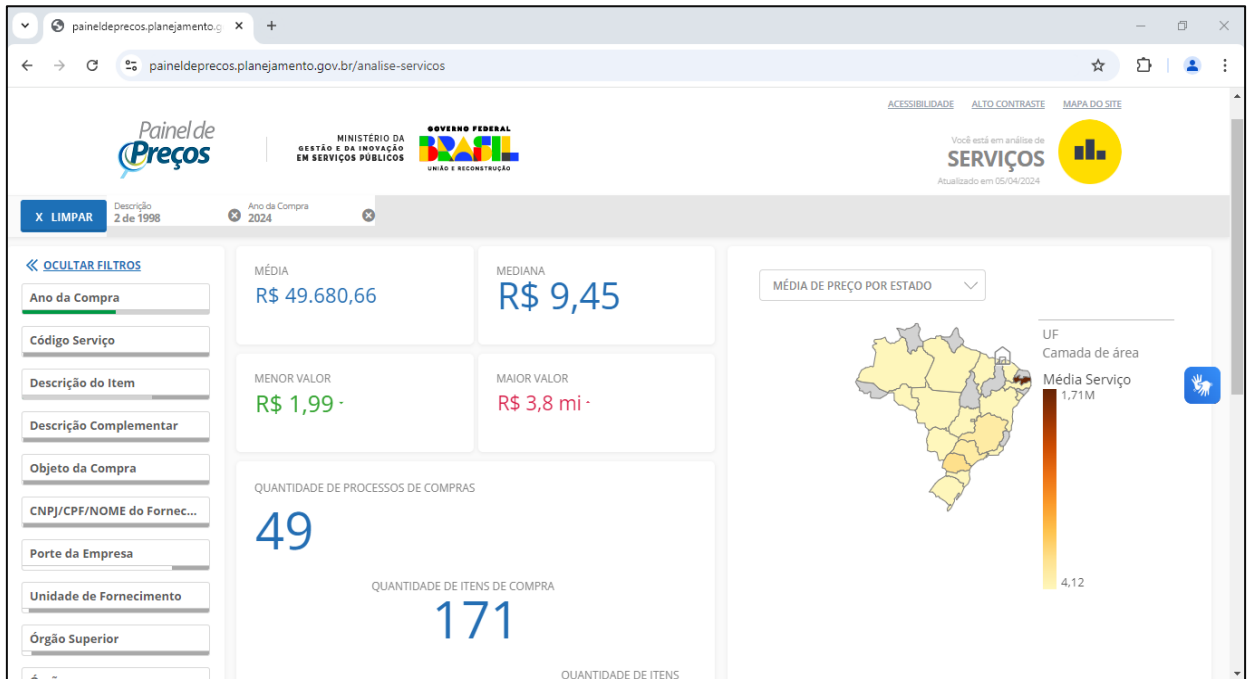 paineldeprecos.planejamento.g
paineldeprecos.planejamento.gov.br/analise-servicos
ACESSIBILIDADE ALTO CONTRASTE MAPA DO SITE
Painel de
Preços
MINISTÉRIO DA
GESTÃO E DA INOVAÇÃO
EM SERVIÇOS PÚBLICOS
GOVERNO FEDERAL
BRASIL
UNIÃO E RECONSTRUÇÃO
Você está em análise de
SERVIÇOS
Atualizado em 05/04/2024
X LIMPAR
Descrição
2 de 1998
Ano da Compra
2024
OCULTAR FILTROS
Ano da Compra
Código Serviço
Descrição do Item
Descrição Complementar
Objeto da Compra
CNPJ/CPF/NOME do Fornec...
Porte da Empresa
Unidade de Fornecimento
Órgão Superior
MÉDIA
R$ 49.680,66
MEDIANA
R$ 9,45
MENOR VALOR
R$ 1,99 -
MAIOR VALOR
R$ 3,8 mi -
QUANTIDADE DE PROCESSOS DE COMPRAS
49
QUANTIDADE DE ITENS DE COMPRA
171
QUANTIDADE DE ITENS
MÉDIA DE PREÇO POR ESTADO
UF
Camada de área
Média Serviço
1,71M
4,12